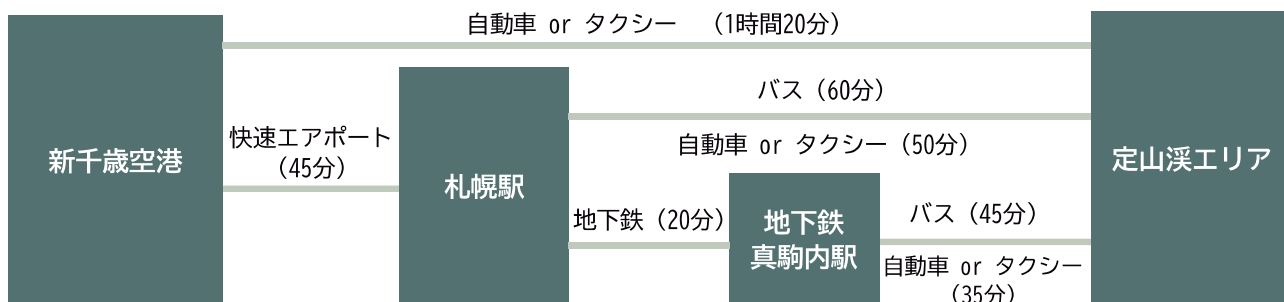 自動車 or タクシー （1時間20分）
新千歳空港
快速エアポート
（45分）
札幌駅
バス（60分）
自動車 or タクシー（50分）
地下鉄（20分）
地下鉄
真駒内駅
バス（45分）
自動車 or タクシー
（35分）
定山渓エリア